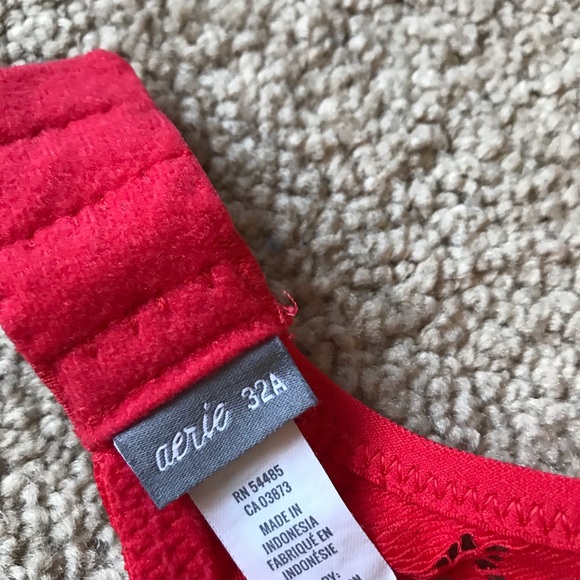 aerie 32A
RN 54485
CA 03873
MADE IN
INDONESIA
FABRIQUÉ EN
INDONÉSIE